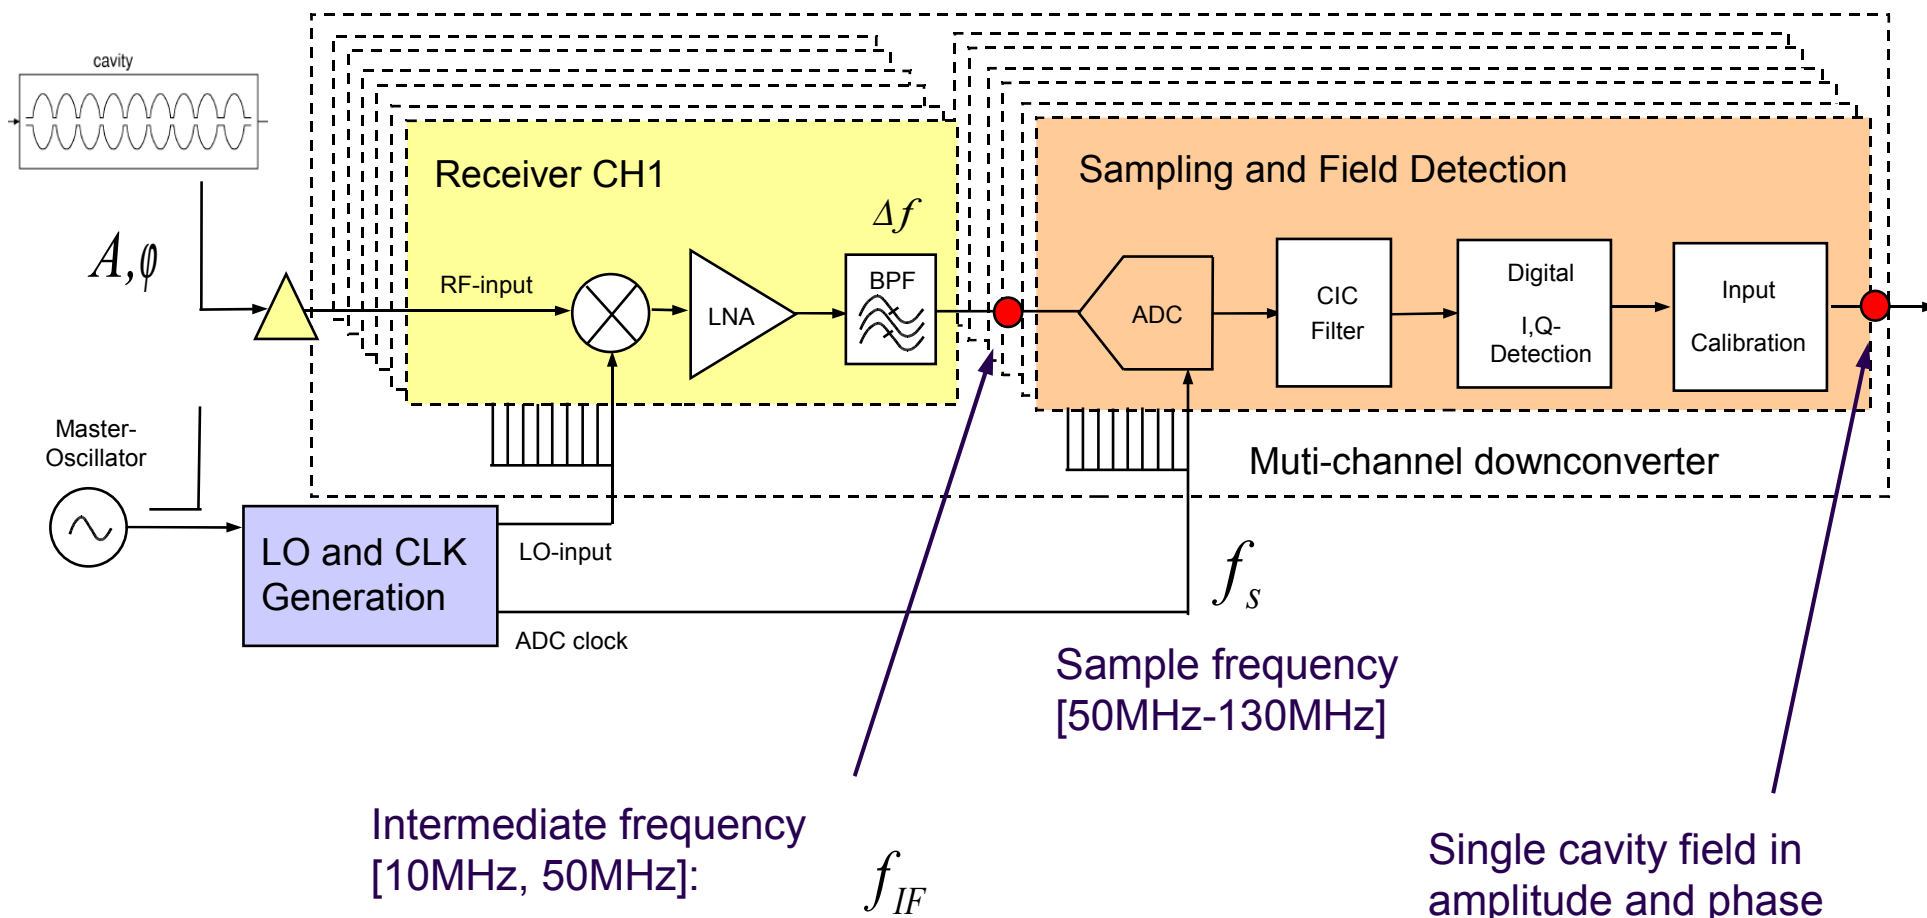 cavity
Receiver CH1
Sampling and Field Detection
Δf
A,φ
RF-input
LNA
BPF
ADC
CIC
Filter
Digital
I,Q-
Detection
Input
Calibration
Master-
Oscillator
Muti-channel downconverter
LO and CLK
Generation
LO-input
ADC clock
fs
Sample frequency
[50MHz-130MHz]
Intermediate frequency
[10MHz, 50MHz]:
fIF
Single cavity field in
amplitude and phase